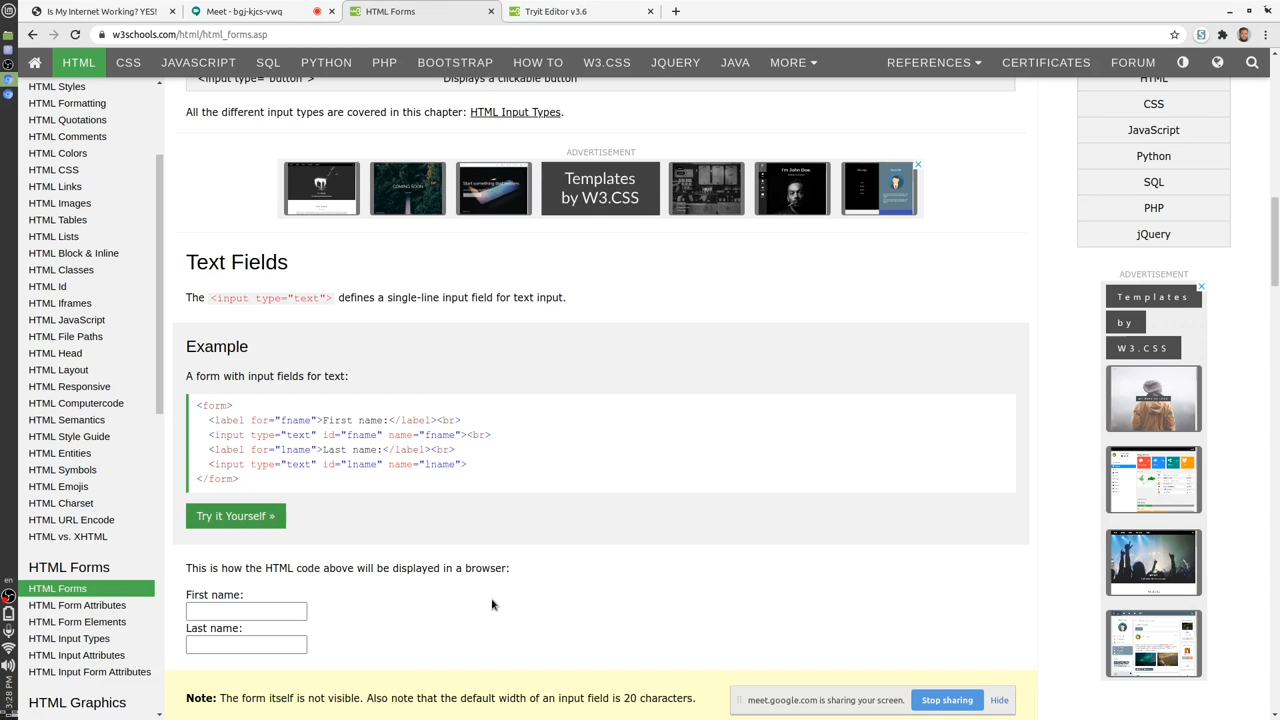 Is My Internet Working? YES!
Meet - bgj-kjcs-vwq
HTML Forms
Tryit Editor v3.6
w3schools.com/html/html_forms.asp
HTML CSS JAVASCRIPT SQL PYTHON PHP BOOTSTRAP HOW TO W3.CSS JQUERY JAVA MORE REFERENCES CERTIFICATES FORUM
HTML Styles
HTML Formatting
HTML Quotations
HTML Comments
HTML Colors
HTML CSS
HTML Links
HTML Images
HTML Tables
HTML Lists
HTML Block & Inline
HTML Classes
HTML Id
HTML Iframes
HTML JavaScript
HTML File Paths
HTML Head
HTML Layout
HTML Responsive
HTML Computercode
HTML Semantics
HTML Style Guide
HTML Entities
HTML Symbols
HTML Emojis
HTML Charset
HTML URL Encode
HTML vs. XHTML
HTML Forms
HTML Forms
HTML Form Attributes
HTML Form Elements
HTML Input Types
HTML Input Attributes
HTML Input Form Attributes
HTML Graphics
<input type="button"> Displays a clickable button
All the different input types are covered in this chapter: HTML Input Types.
ADVERTISEMENT
COMING SOON
Start something
Templates
by W3.CSS
I'm John Doe.
Text Fields
The <input type="text"> defines a single-line input field for text input.
Example
A form with input fields for text:
<form>
<label for="fname">First name:</label><br>
<input type="text" id="fname" name="fname"><br>
<label for="lname">Last name:</label><br>
<input type="text" id="lname" name="lname">
</form>
Try it Yourself »
This is how the HTML code above will be displayed in a browser:
First name:
Last name:
Note: The form itself is not visible. Also note that the default width of an input field is 20 characters.
meet.google.com is sharing your screen. Stop sharing Hide
HTML
CSS
JavaScript
Python
SQL
PHP
jQuery
ADVERTISEMENT
Templates
by
W3.CSS
en
3:28 PM